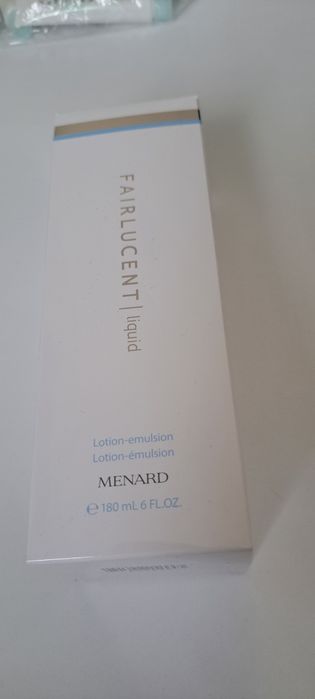 FAIRLUCENT | liquid
Lotion-emulsion
Lotion-émulsion
MENARD
℮ 180 mL 6 FL.OZ.